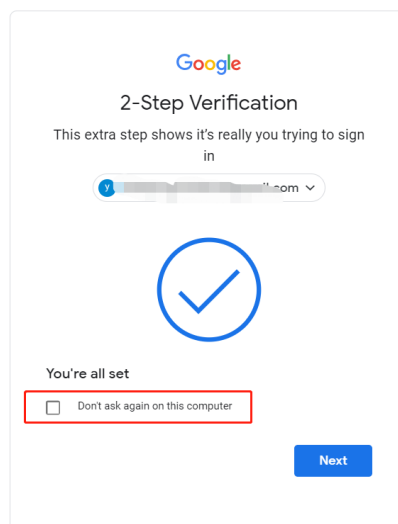 Google
2-Step Verification
This extra step shows it's really you trying to sign
in
y .com
You're all set
Don't ask again on this computer
Next